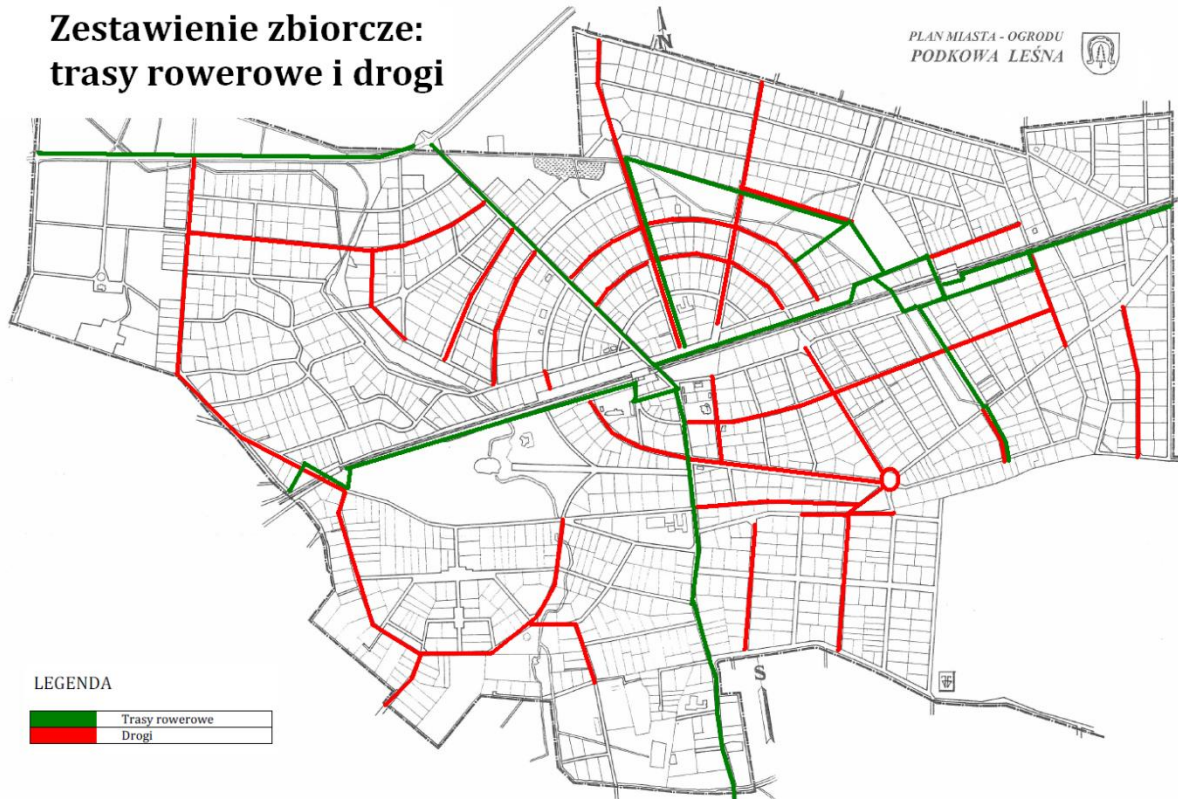 Zestawienie zbiorcze:
trasy rowerowe i drogi
N
PLAN MIASTA - OGRODU
PODKOWA LEŚNA
S
LEGENDA
Trasy rowerowe
Drogi